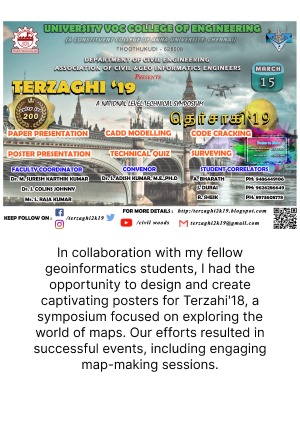 UNIVERSITY VOC COLLEGE OF ENGINEERING
(A CONSTITUENT COLLEGE OF ANNA UNIVERSITY, CHENNAI)
THOOTHUKUDI - 628008
DEPARTMENT OF CIVIL ENGINEERING
ASSOCIATION OF CIVIL & GEO INFORMATICS ENGINEERS
PRESENTS
MARCH
15
TERZAGHI '19
A NATIONAL LEVEL TECHNICAL SYMPOSIUM
200
தெர்சாகி'19
PAPER PRESENTATION
CADD MODELLING
CODE CRACKING
POSTER PRESENTATION
TECHNICAL QUIZ
SURVEYING
FACULTY COORDINATOR
CONVENOR
STUDENT CORRELATORS
Dr. M. SURESH KARTHIK KUMAR
Dr. S. ADISH KUMAR, M.E.,PH.D
A. BHARATH
PH: 9486449106
Dr. J. COLINS JOHNNY
J. DURAI
PH: 9626256649
Mr. L. RAJA KUMAR
B. SHEIK
KEEP FOLLOW ON :
/terzaghi2k19
FOR MORE DETAILS :
http:/terzaghi2k19.blogspot.com
/civil woods
/terzaghi2k19@gmail.com
In collaboration with my fellow
geoinformatics students, I had the
opportunity to design and create
captivating posters for Terzahi'18, a
symposium focused on exploring the
world of maps. Our efforts resulted in
successful events, including engaging
map-making sessions.